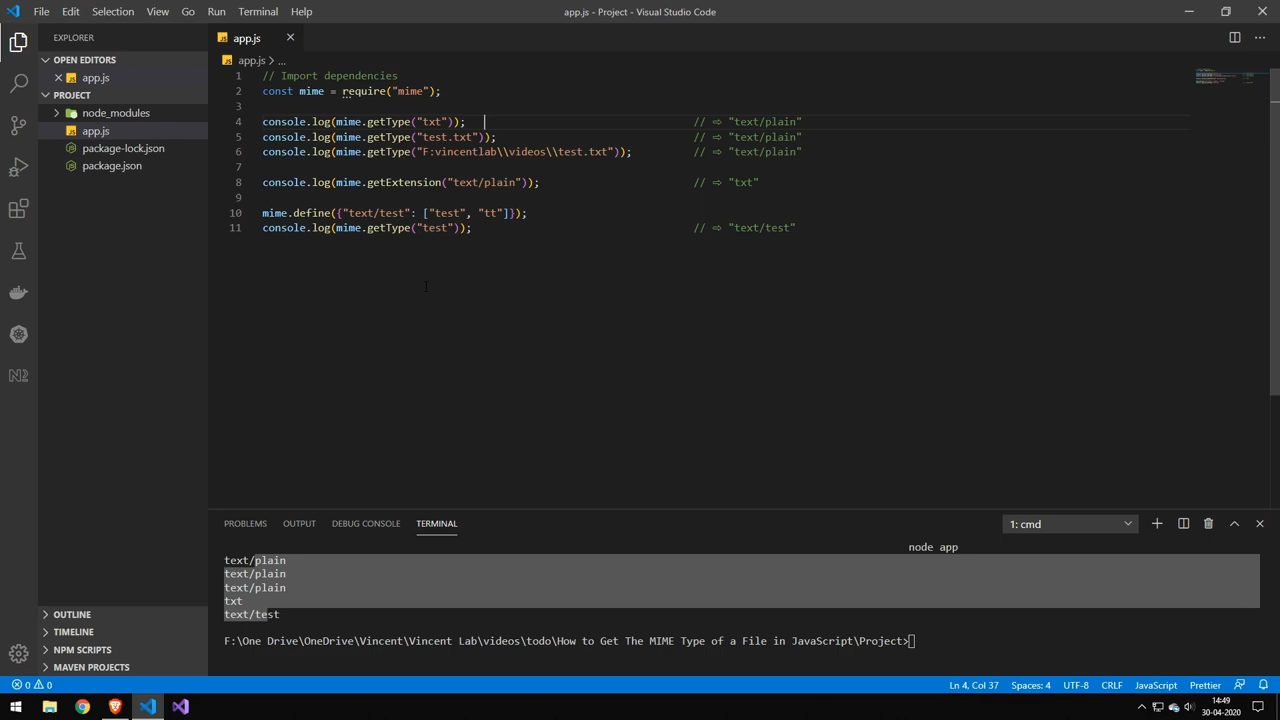 File Edit Selection View Go Run Terminal Help
app.js - Project - Visual Studio Code
EXPLORER
OPEN EDITORS
JS app.js
PROJECT
node_modules
app.js
package-lock.json
package.json
OUTLINE
TIMELINE
NPM SCRIPTS
MAVEN PROJECTS
JS app.js
JS app.js > ...
1 // Import dependencies
2 const mime = require("mime");
3
4 console.log(mime.getType("txt")); // ⇨ "text/plain"
5 console.log(mime.getType("test.txt")); // ⇨ "text/plain"
6 console.log(mime.getType("F:vincentlab\\videos\\test.txt")); // ⇨ "text/plain"
7
8 console.log(mime.getExtension("text/plain")); // ⇨ "txt"
9
10 mime.define({"text/test": ["test", "tt"]});
11 console.log(mime.getType("test")); // ⇨ "text/test"
PROBLEMS OUTPUT DEBUG CONSOLE TERMINAL
1: cmd
node app
text/plain
text/plain
text/plain
txt
text/test
F:\One Drive\OneDrive\Vincent\Vincent Lab\videos\todo\How to Get The MIME Type of a File in JavaScript\Project>
0 0
Ln 4, Col 37 Spaces: 4 UTF-8 CRLF JavaScript Prettier
14:49
30-04-2020